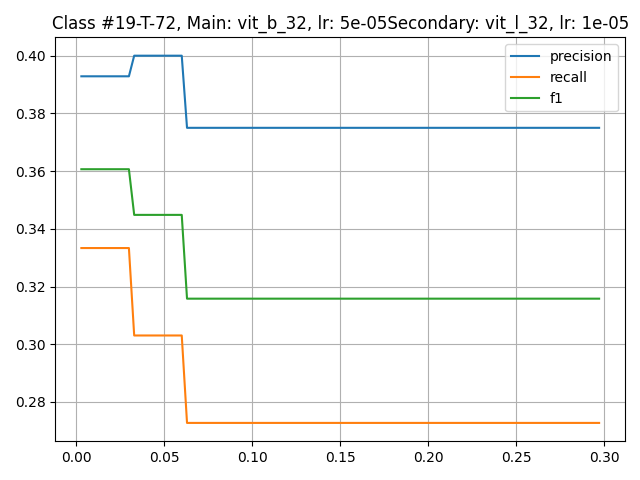 Class #19-T-72, Main: vit_b_32, lr: 5e-05Secondary: vit_l_32, lr: 1e-05
precision
recall
f1
0.40
0.38
0.36
0.34
0.32
0.30
0.28
0.00 0.05 0.10 0.15 0.20 0.25 0.30